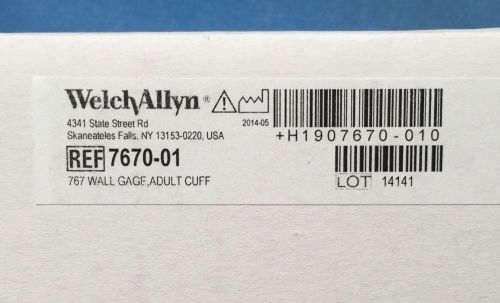 WelchAllyn®
4341 State Street Rd
Skaneateles Falls, NY 13153-0220, USA
2014-05
+H1907670-010
REF 7670-01
767 WALL GAGE,ADULT CUFF
LOT 14141